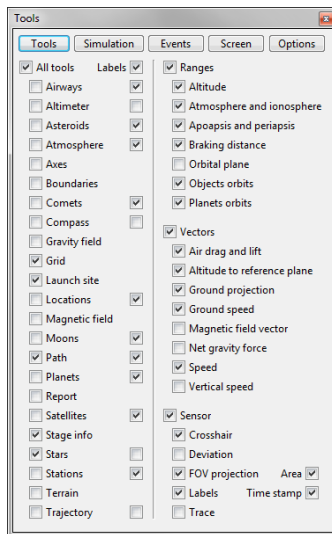 Tools
Tools Simulation Events Screen Options
All tools Labels
Airways
Altimeter
Asteroids
Atmosphere
Axes
Boundaries
Comets
Compass
Gravity field
Grid
Launch site
Locations
Magnetic field
Moons
Path
Planets
Report
Satellites
Stage info
Stars
Stations
Terrain
Trajectory
Ranges
Altitude
Atmosphere and ionosphere
Apoapsis and periapsis
Braking distance
Orbital plane
Objects orbits
Planets orbits
Vectors
Air drag and lift
Altitude to reference plane
Ground projection
Ground speed
Magnetic field vector
Net gravity force
Speed
Vertical speed
Sensor
Crosshair
Deviation
FOV projection Area
Labels Time stamp
Trace